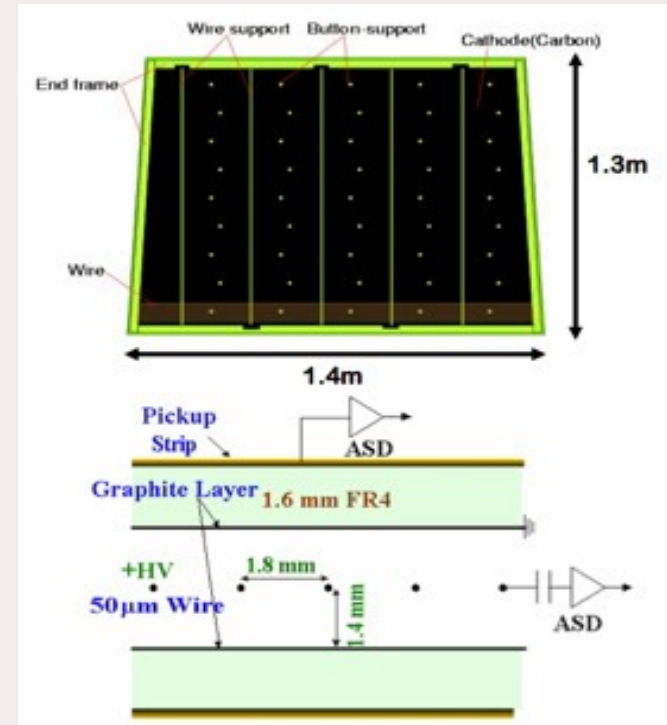 Wire support
Button-support
Cathode(Carbon)
End frame
1.3m
Wire
1.4m
Pickup
Strip
ASD
Graphite Layer
1.6 mm FR4
+HV
1.8 mm
50μm Wire
1.4 mm
ASD